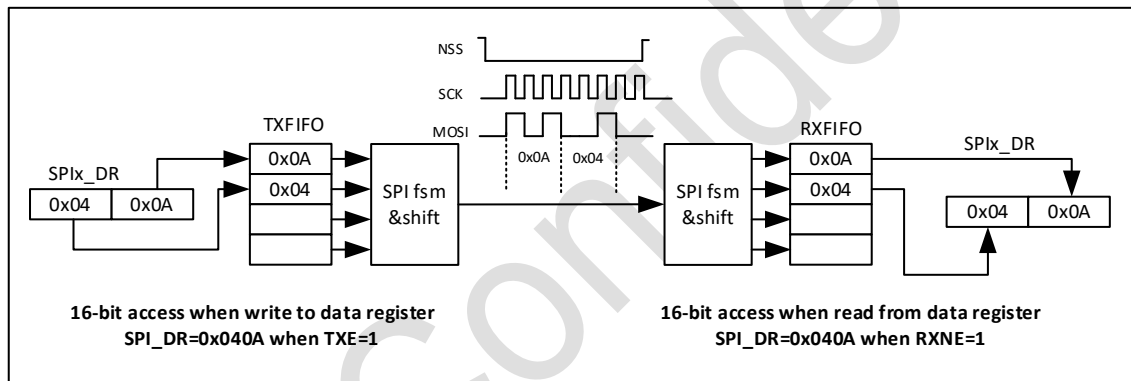 NSS
SCK
MOSI
0x0A
0x04
TXFIFO
0x0A
0x04
SPIx_DR
0x04 0x0A
SPI fsm
&shift
SPI fsm
&shift
RXFIFO
0x0A
0x04
SPIx_DR
0x04 0x0A
16-bit access when write to data register
SPI_DR=0x040A when TXE=1
16-bit access when read from data register
SPI_DR=0x040A when RXNE=1
Confide